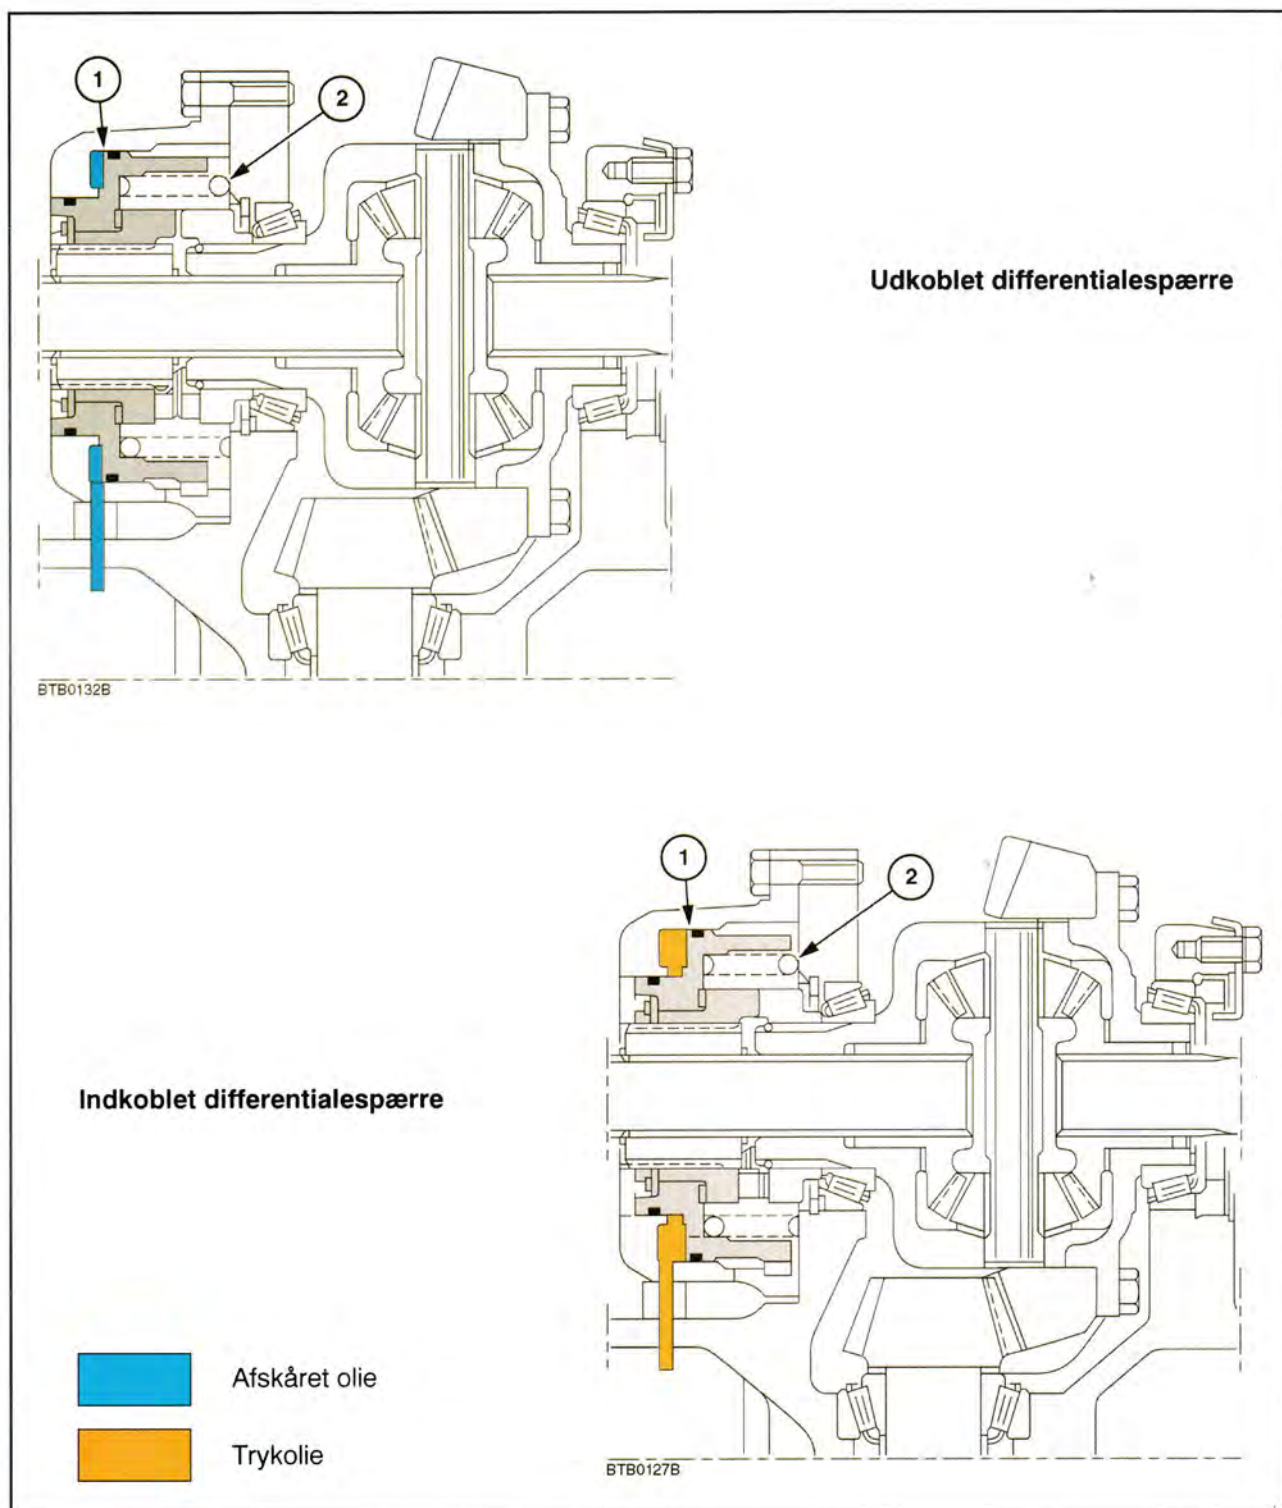 1
2
Udkoblet differentialespærre
BTB0132B
1
2
Indkoblet differentialespærre
Afskåret olie
Trykolie
BTB0127B